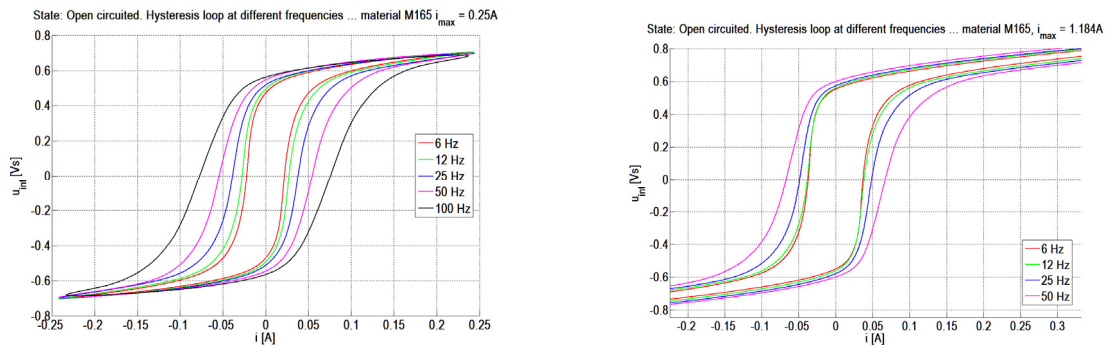 State: Open circuited. Hysteresis loop at different frequencies ... material M165 i_max = 0.25A
0.8
0.6
0.4
0.2
0
-0.2
-0.4
-0.6
-0.8
u_int [Vs]
6 Hz
12 Hz
25 Hz
50 Hz
100 Hz
-0.25 -0.2 -0.15 -0.1 -0.05 0 0.05 0.1 0.15 0.2 0.25
i [A]
State: Open circuited. Hysteresis loop at different frequencies ... material M165, i_max = 1.184A
0.8
0.6
0.4
0.2
0
-0.2
-0.4
-0.6
-0.8
u_int [Vs]
6 Hz
12 Hz
25 Hz
50 Hz
-0.2 -0.15 -0.1 -0.05 0 0.05 0.1 0.15 0.2 0.25 0.3
i [A]